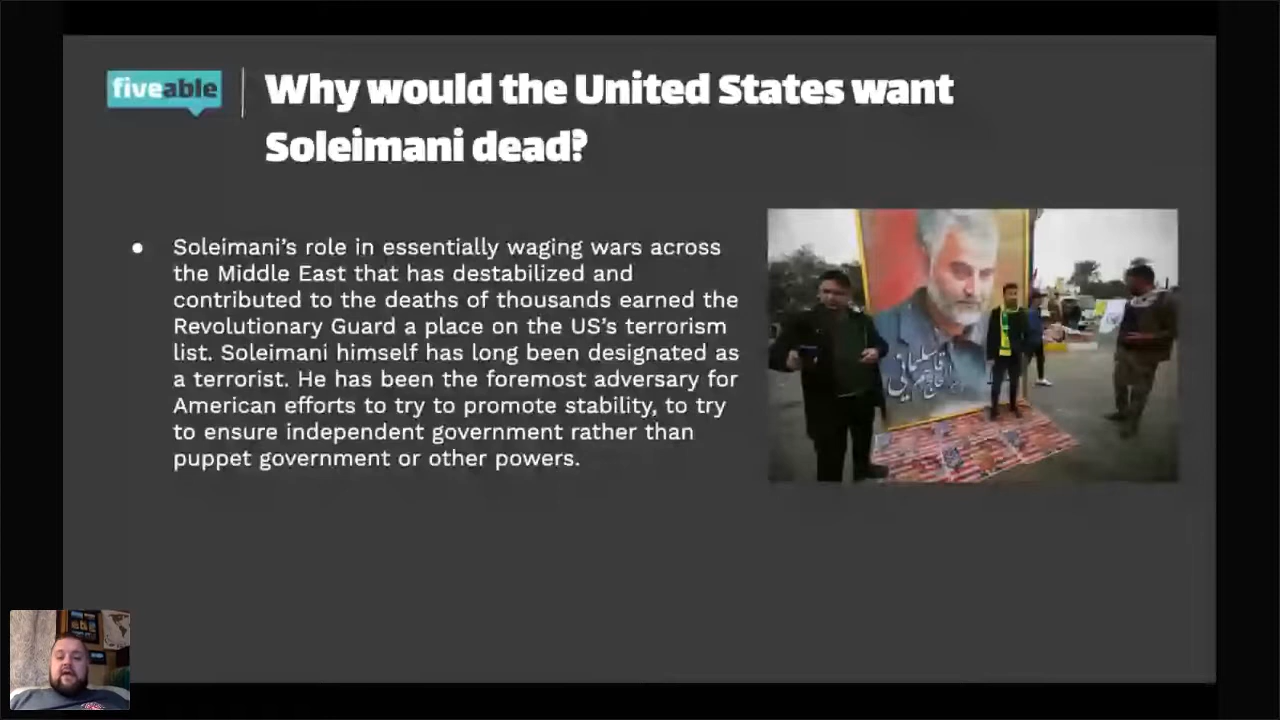 fiveable
Why would the United States want
Soleimani dead?
● Soleimani’s role in essentially waging wars across
the Middle East that has destabilized and
contributed to the deaths of thousands earned the
Revolutionary Guard a place on the US’s terrorism
list. Soleimani himself has long been designated as
a terrorist. He has been the foremost adversary for
American efforts to try to promote stability, to try
to ensure independent government rather than
puppet government or other powers.